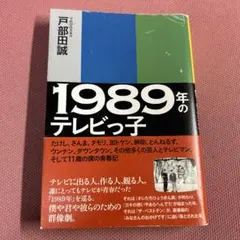 戸部田誠
1989年の
テレビっ子
たけし、さんま、タモリ、加トケン、紳助、とんねるず、
ウンナン、ダウンタウン、その他多くの芸人とテレビマン、
そして11歳の僕の青春記
テレビに出る人、作る人、観る人。
誰にとってもテレビが青春だった
「1989年」を巡る、
僕や君や彼らのための
群像劇。